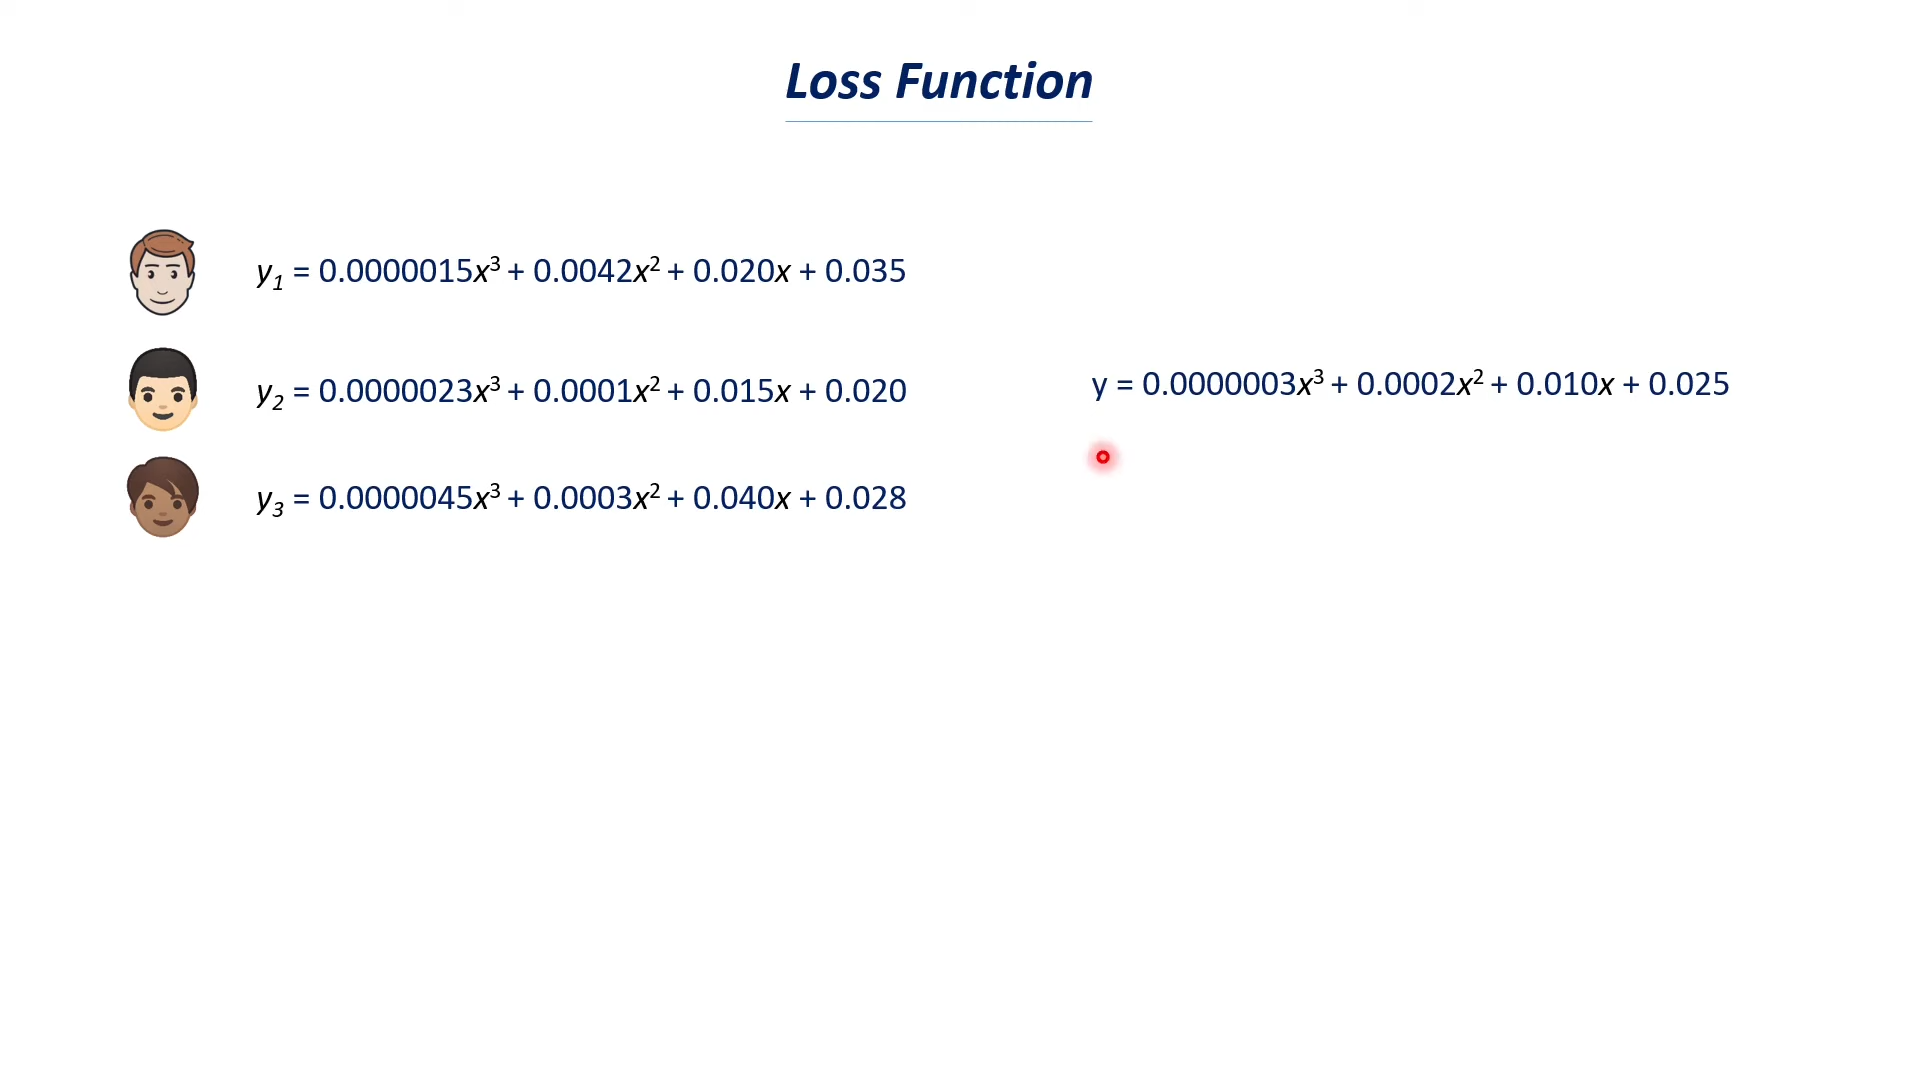 Loss Function
y₁ = 0.0000015x³ + 0.0042x² + 0.020x + 0.035
y₂ = 0.0000023x³ + 0.0001x² + 0.015x + 0.020
y₃ = 0.0000045x³ + 0.0003x² + 0.040x + 0.028
y = 0.0000003x³ + 0.0002x² + 0.010x + 0.025